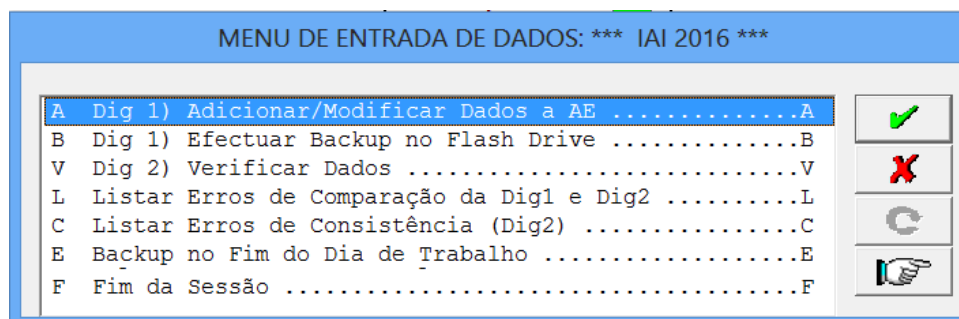 MENU DE ENTRADA DE DADOS: *** IAI 2016 ***
A Dig 1) Adicionar/Modificar Dados a AE ..............A
B Dig 1) Efectuar Backup no Flash Drive ..............B
V Dig 2) Verificar Dados .............................V
L Listar Erros de Comparação da Dig1 e Dig2 ..........L
C Listar Erros de Consistência (Dig2) ................C
E Backup no Fim do Dia de Trabalho ...................E
F Fim da Sessão ......................................F